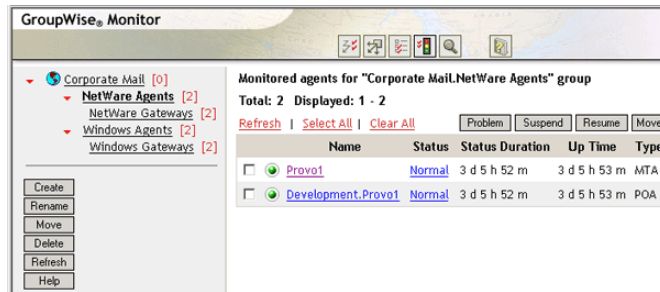 GroupWise® Monitor
Corporate Mail [0]
NetWare Agents [2]
NetWare Gateways [2]
Windows Agents [2]
Windows Gateways [2]
Create
Rename
Move
Delete
Refresh
Help
Monitored agents for "Corporate Mail.NetWare Agents" group
Total: 2 Displayed: 1 - 2
Refresh | Select All | Clear All Problem Suspend Resume Move
Name Status Status Duration Up Time Type
Provo1 Normal 3 d 5 h 52 m 3 d 5 h 53 m MTA
Development.Provo1 Normal 3 d 5 h 52 m 3 d 5 h 53 m POA